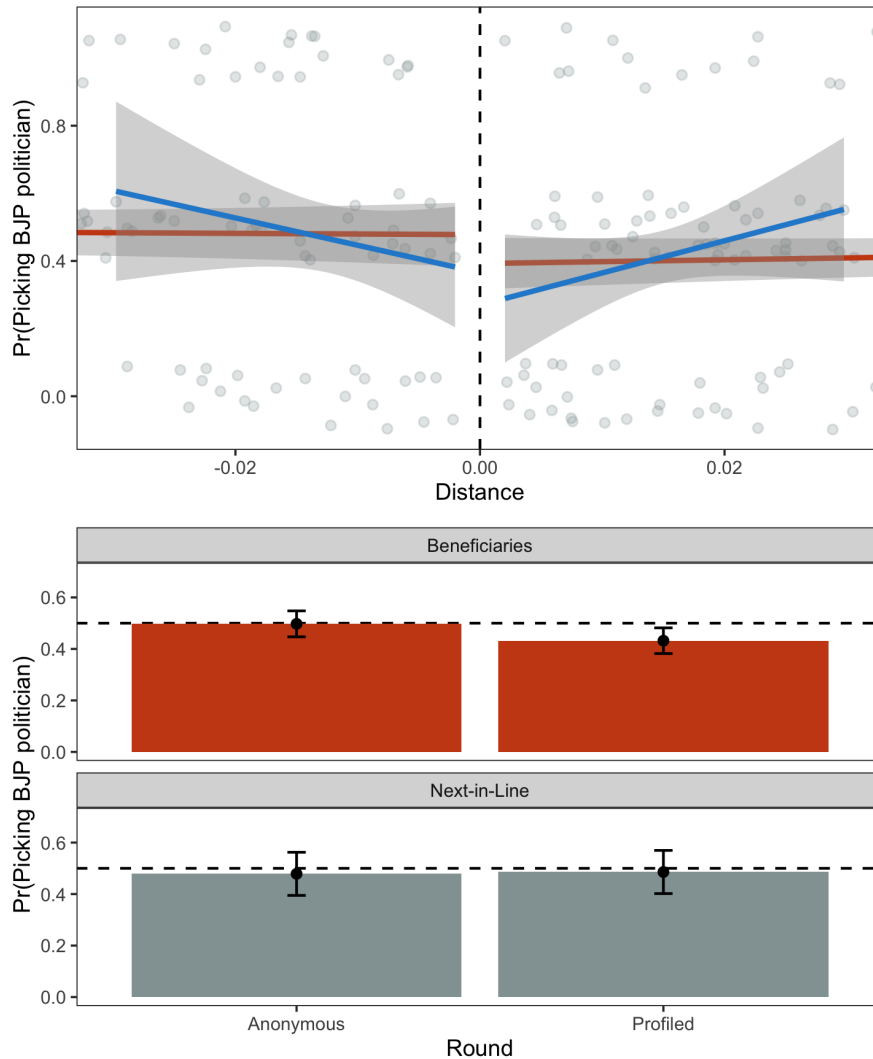 Pr(Picking BJP politician)
0.8
0.4
0.0
-0.02
0.00
0.02
Distance
Pr(Picking BJP politician)
Beneficiaries
0.6
0.4
0.2
0.0
Next-in-Line
0.6
0.4
0.2
0.0
Anonymous
Profiled
Round